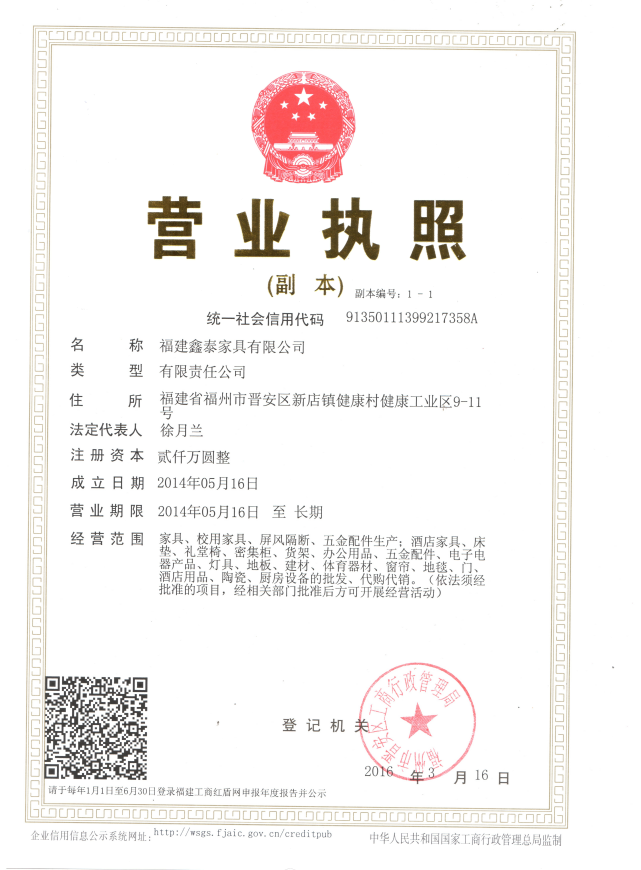 营业执照
(副 本) 副本编号：1 - 1
统一社会信用代码 91350111399217358A
名 称 福建鑫泰家具有限公司
类 型 有限责任公司
住 所 福建省福州市晋安区新店镇健康村健康工业区9-11
号
法定代表人 徐月兰
注册资本 贰仟万圆整
成立日期 2014年05月16日
营业期限 2014年05月16日 至 长期
经营范围 家具、校用家具、屏风隔断、五金配件生产；酒店家具、床
垫、礼堂椅、密集柜、货架、办公用品、五金配件、电子电
器产品、灯具、地板、建材、体育器材、窗帘、地毯、门、
酒店用品、陶瓷、厨房设备的批发、代购代销。（依法须经
批准的项目，经相关部门批准后方可开展经营活动）
福州市晋安区工商行政管理局
登记机关
2016 年 3 月 16 日
请于每年1月1日至6月30日登录福建工商红盾网申报年度报告并公示
企业信用信息公示系统网址：http://wsgs.fjaic.gov.cn/creditpub
中华人民共和国国家工商行政管理总局监制